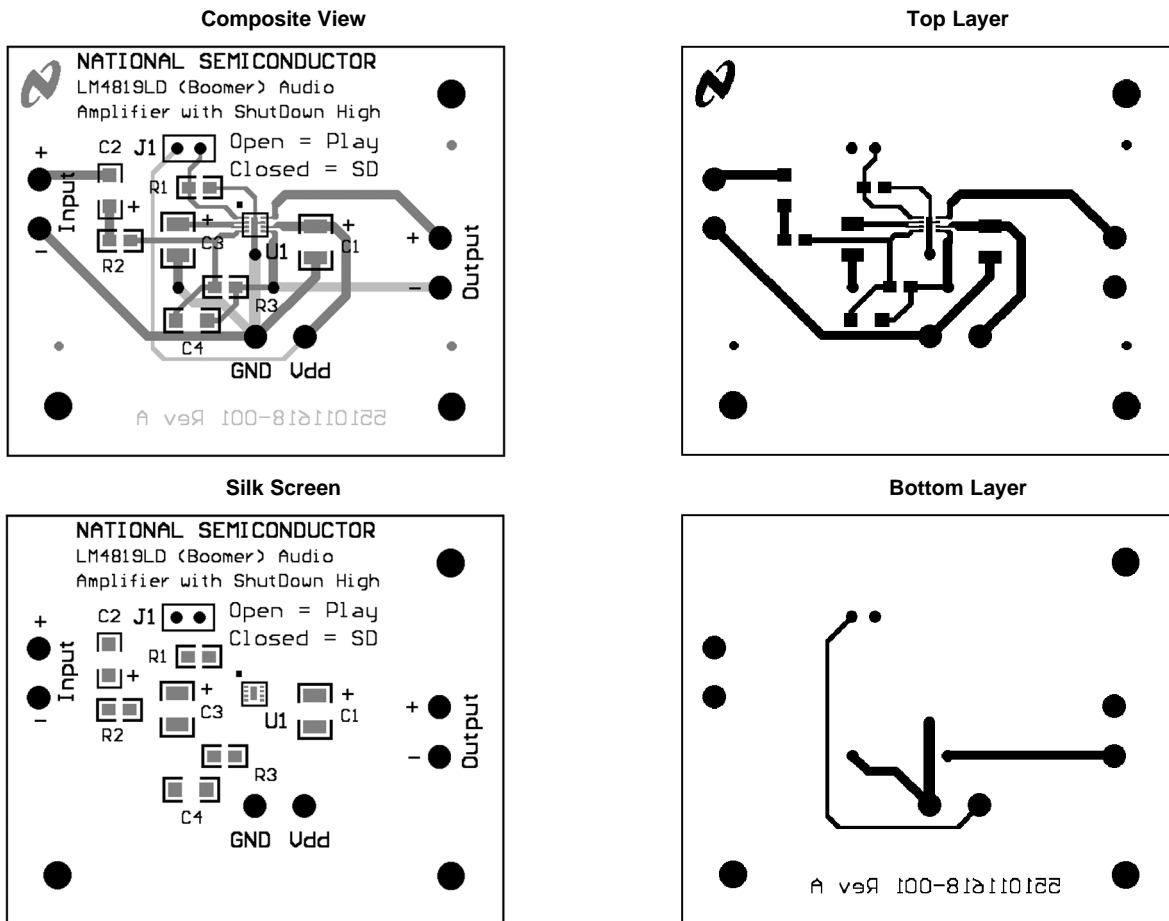 Composite View
NATIONAL SEMICONDUCTOR
LM4819LD (Boomer) Audio
Amplifier with ShutDown High
Open = Play
Closed = SD
J1
C2
+
Input
-
R1
+
R2
+
C3
U1
+
C1
R3
C4
GND Vdd
+
-
Output
551011618-001 Rev A
Top Layer
Silk Screen
NATIONAL SEMICONDUCTOR
LM4819LD (Boomer) Audio
Amplifier with ShutDown High
Open = Play
Closed = SD
J1
C2
+
Input
-
R1
+
R2
+
C3
U1
+
C1
R3
C4
GND Vdd
+
-
Output
Bottom Layer
551011618-001 Rev A